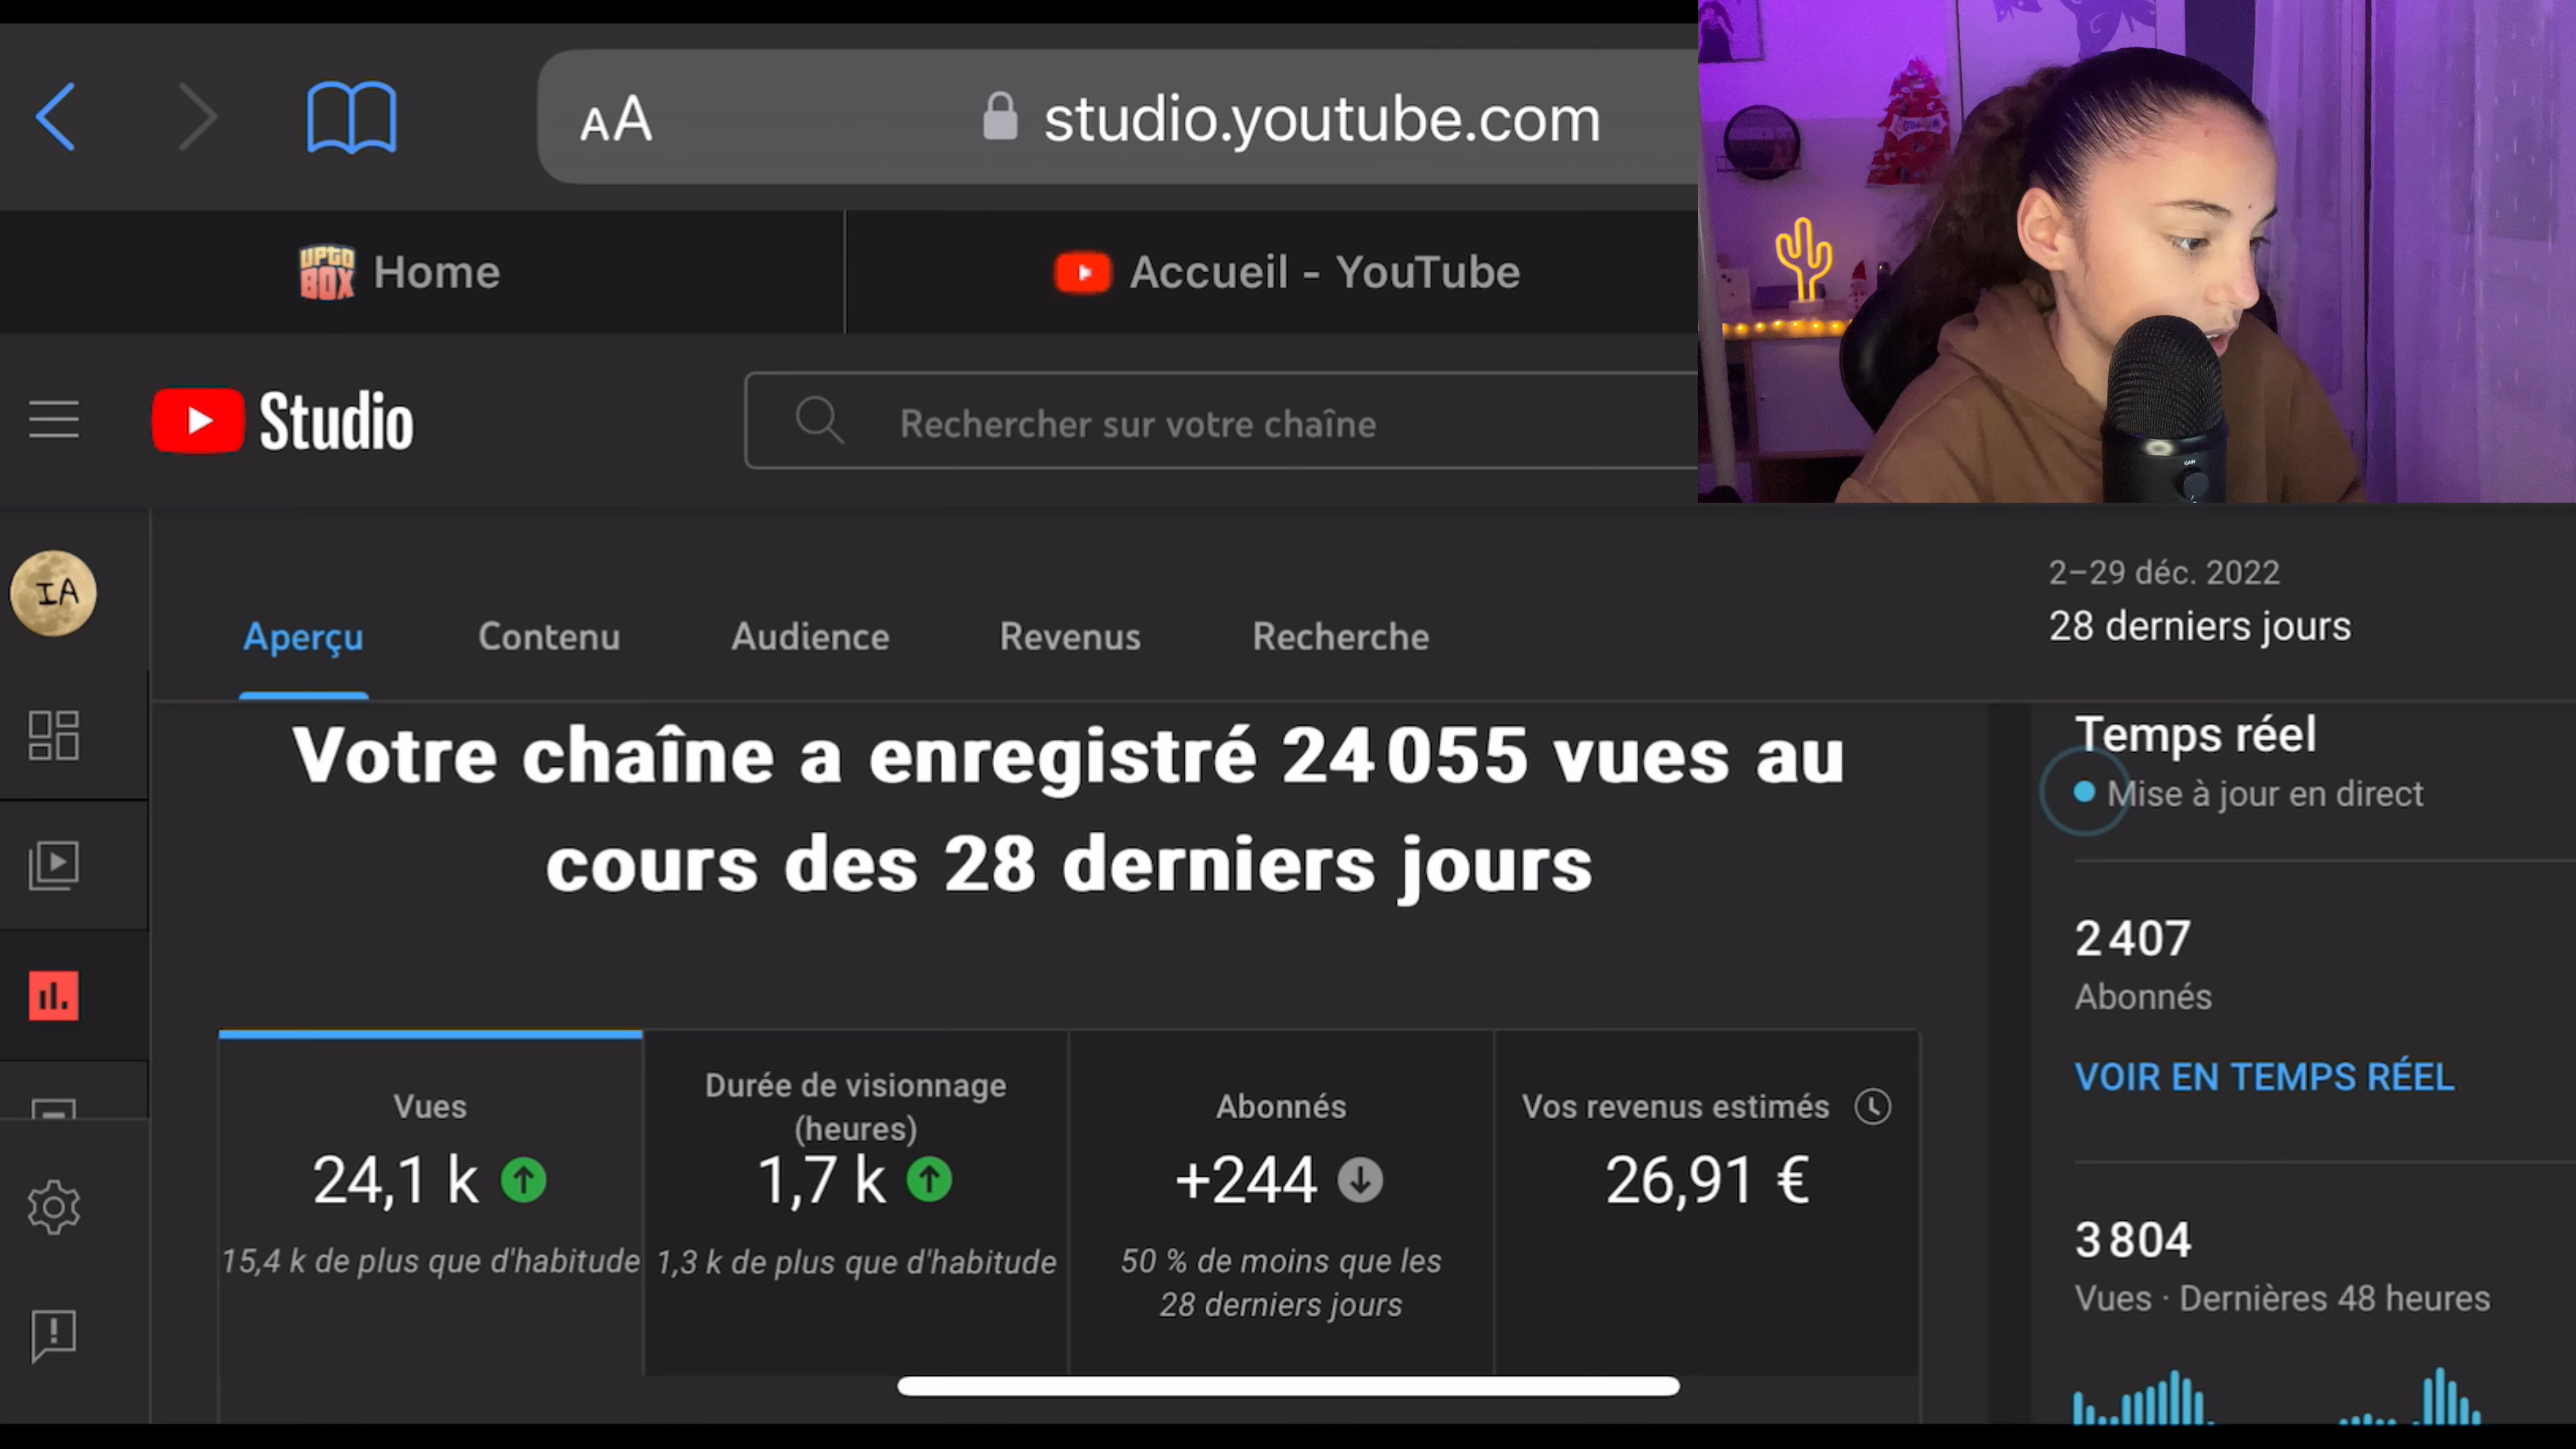 AA
studio.youtube.com
UPTO
BOX
Home
Accueil - YouTube
Studio
Rechercher sur votre chaîne
GAIN
IA
2–29 déc. 2022
28 derniers jours
Aperçu
Contenu
Audience
Revenus
Recherche
Votre chaîne a enregistré 24 055 vues au
cours des 28 derniers jours
Temps réel
Mise à jour en direct
2 407
Abonnés
VOIR EN TEMPS RÉEL
Vues
24,1 k
15,4 k de plus que d'habitude
Durée de visionnage
(heures)
1,7 k
1,3 k de plus que d'habitude
Abonnés
+244
50 % de moins que les
28 derniers jours
Vos revenus estimés
26,91 €
3 804
Vues · Dernières 48 heures